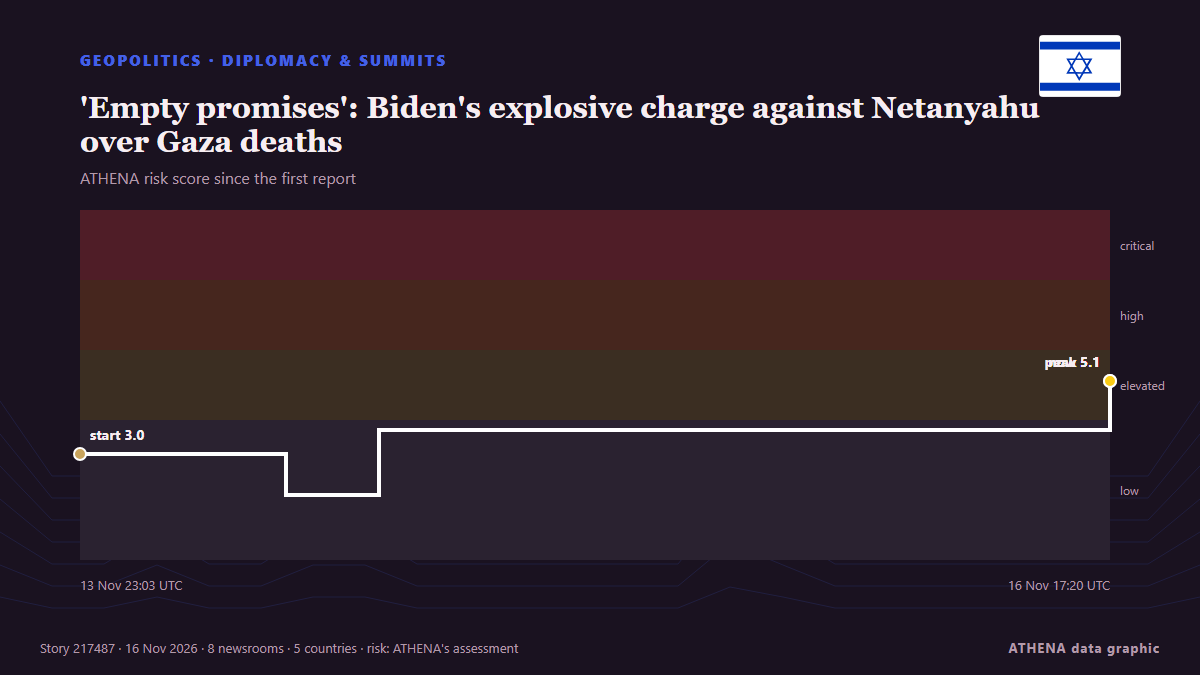 GEOPOLITICS · DIPLOMACY & SUMMITS
'Empty promises': Biden's explosive charge against Netanyahu
over Gaza deaths
ATHENA risk score since the first report
critical
high
peak 5.1
elevated
start 3.0
low
13 Nov 23:03 UTC
16 Nov 17:20 UTC
Story 217487 · 16 Nov 2026 · 8 newsrooms · 5 countries · risk: ATHENA's assessment
ATHENA data graphic